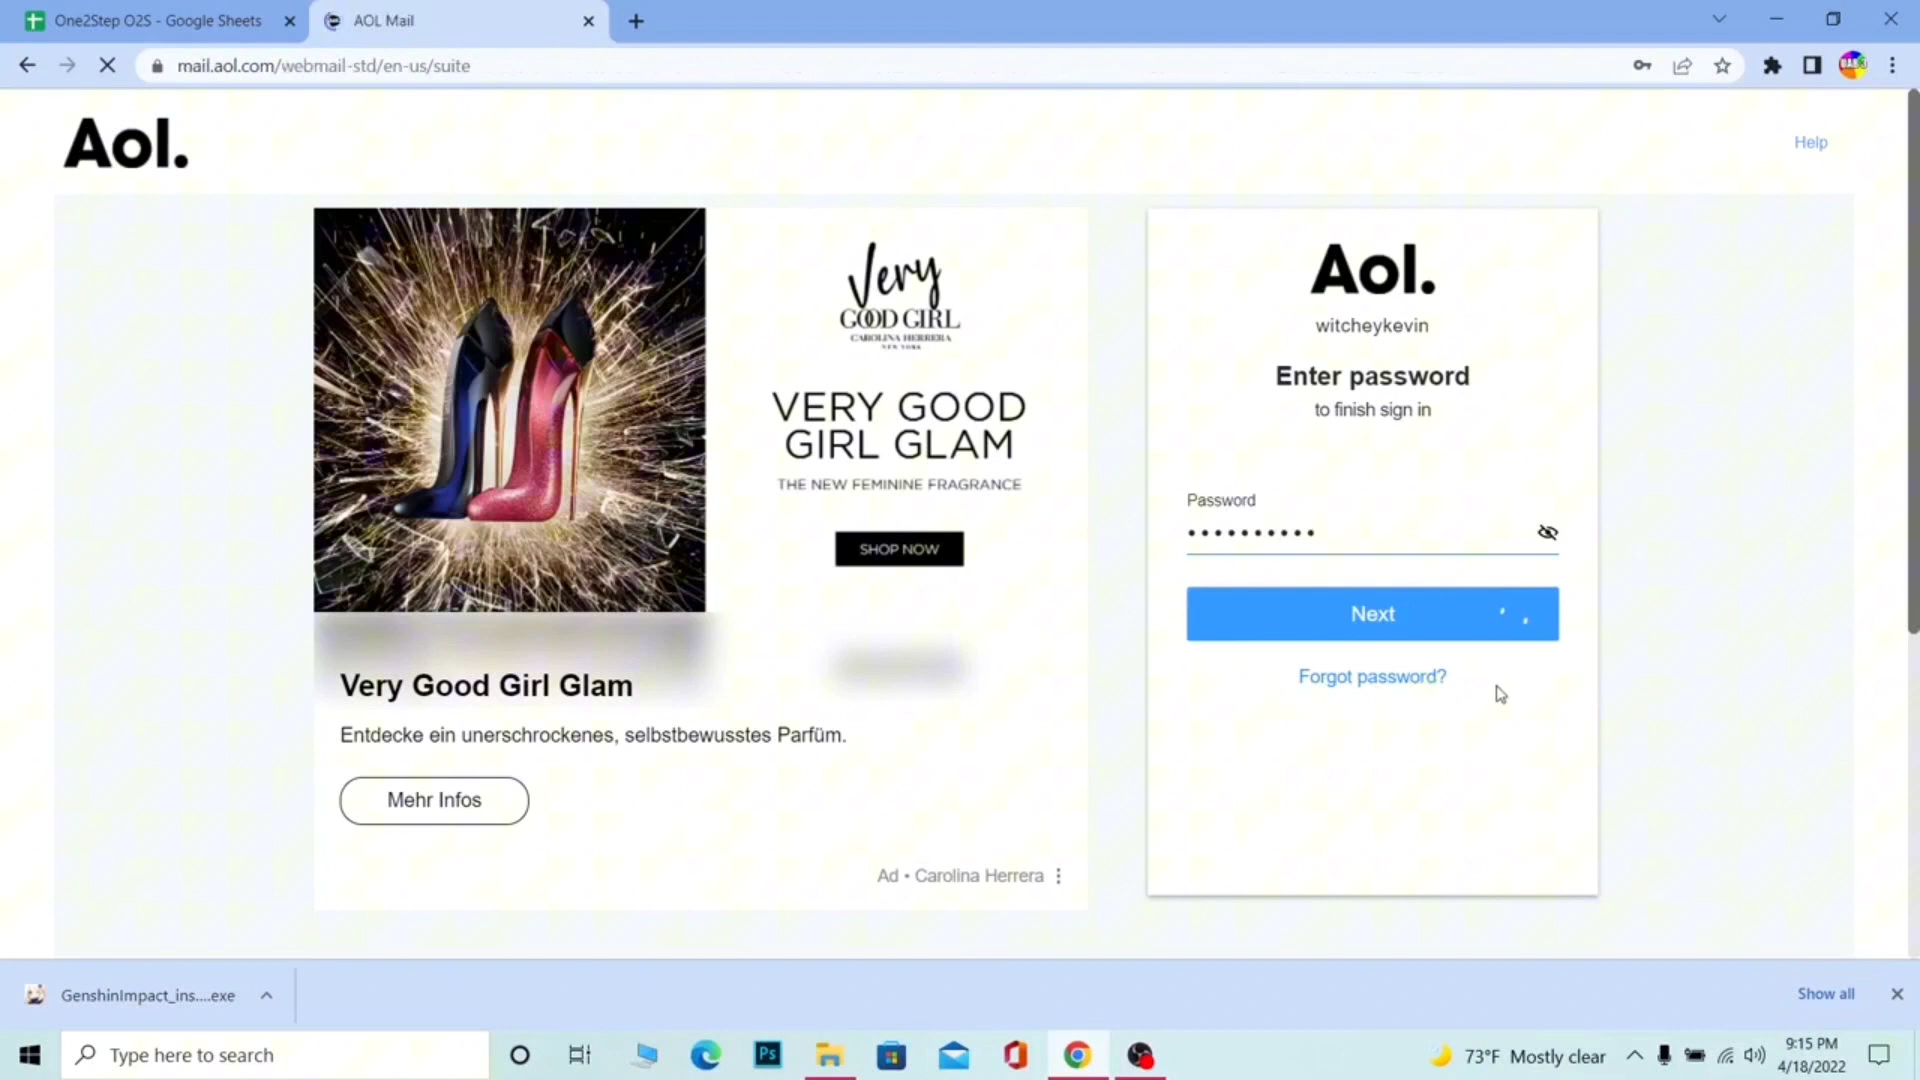 One2Step O2S - Google Sheets
AOL Mail
mail.aol.com/webmail-std/en-us/suite
Aol.
Help
Very
GOOD GIRL
CAROLINA HERRERA
NEW YORK
VERY GOOD
GIRL GLAM
THE NEW FEMININE FRAGRANCE
SHOP NOW
Very Good Girl Glam
Entdecke ein unerschrockenes, selbstbewusstes Parfüm.
Mehr Infos
Ad • Carolina Herrera
Aol.
witcheykevin
Enter password
to finish sign in
Password
Next
Forgot password?
GenshinImpact_ins....exe
Show all
Type here to search
Ps
73°F Mostly clear
9:15 PM
4/18/2022